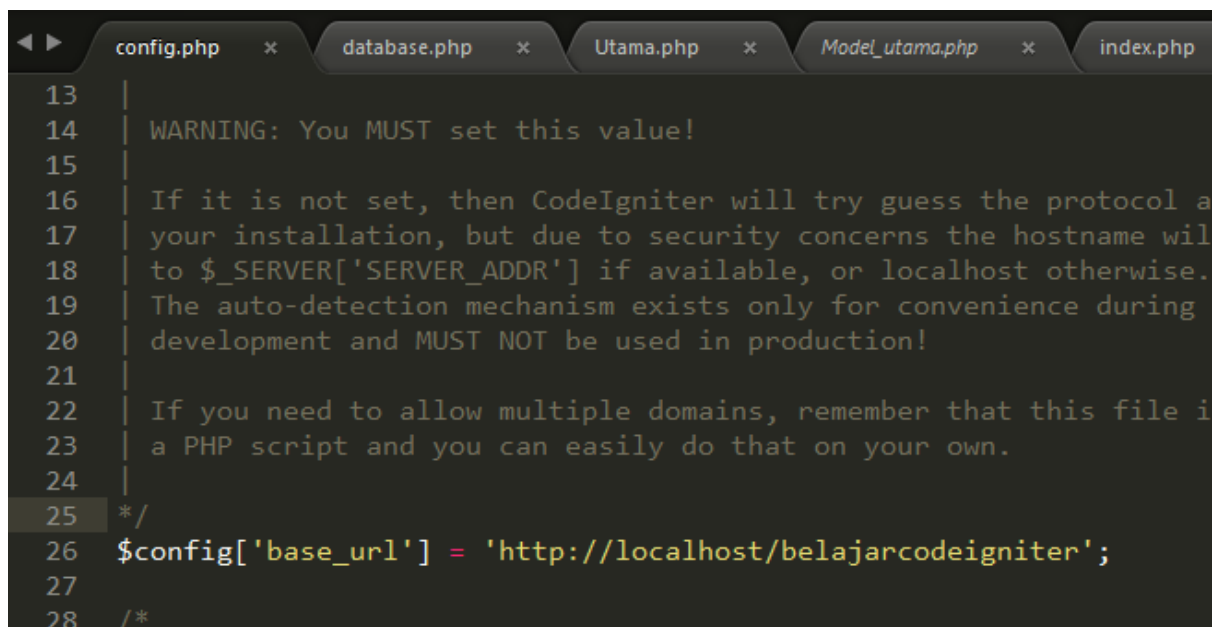 config.php × database.php × Utama.php × Model_utama.php × index.php
13 |
14 | WARNING: You MUST set this value!
15 |
16 | If it is not set, then CodeIgniter will try guess the protocol a
17 | your installation, but due to security concerns the hostname wil
18 | to $_SERVER['SERVER_ADDR'] if available, or localhost otherwise.
19 | The auto-detection mechanism exists only for convenience during
20 | development and MUST NOT be used in production!
21 |
22 | If you need to allow multiple domains, remember that this file i
23 | a PHP script and you can easily do that on your own.
24 |
25 */
26 $config['base_url'] = 'http://localhost/belajarcodeigniter';
27
28 /*